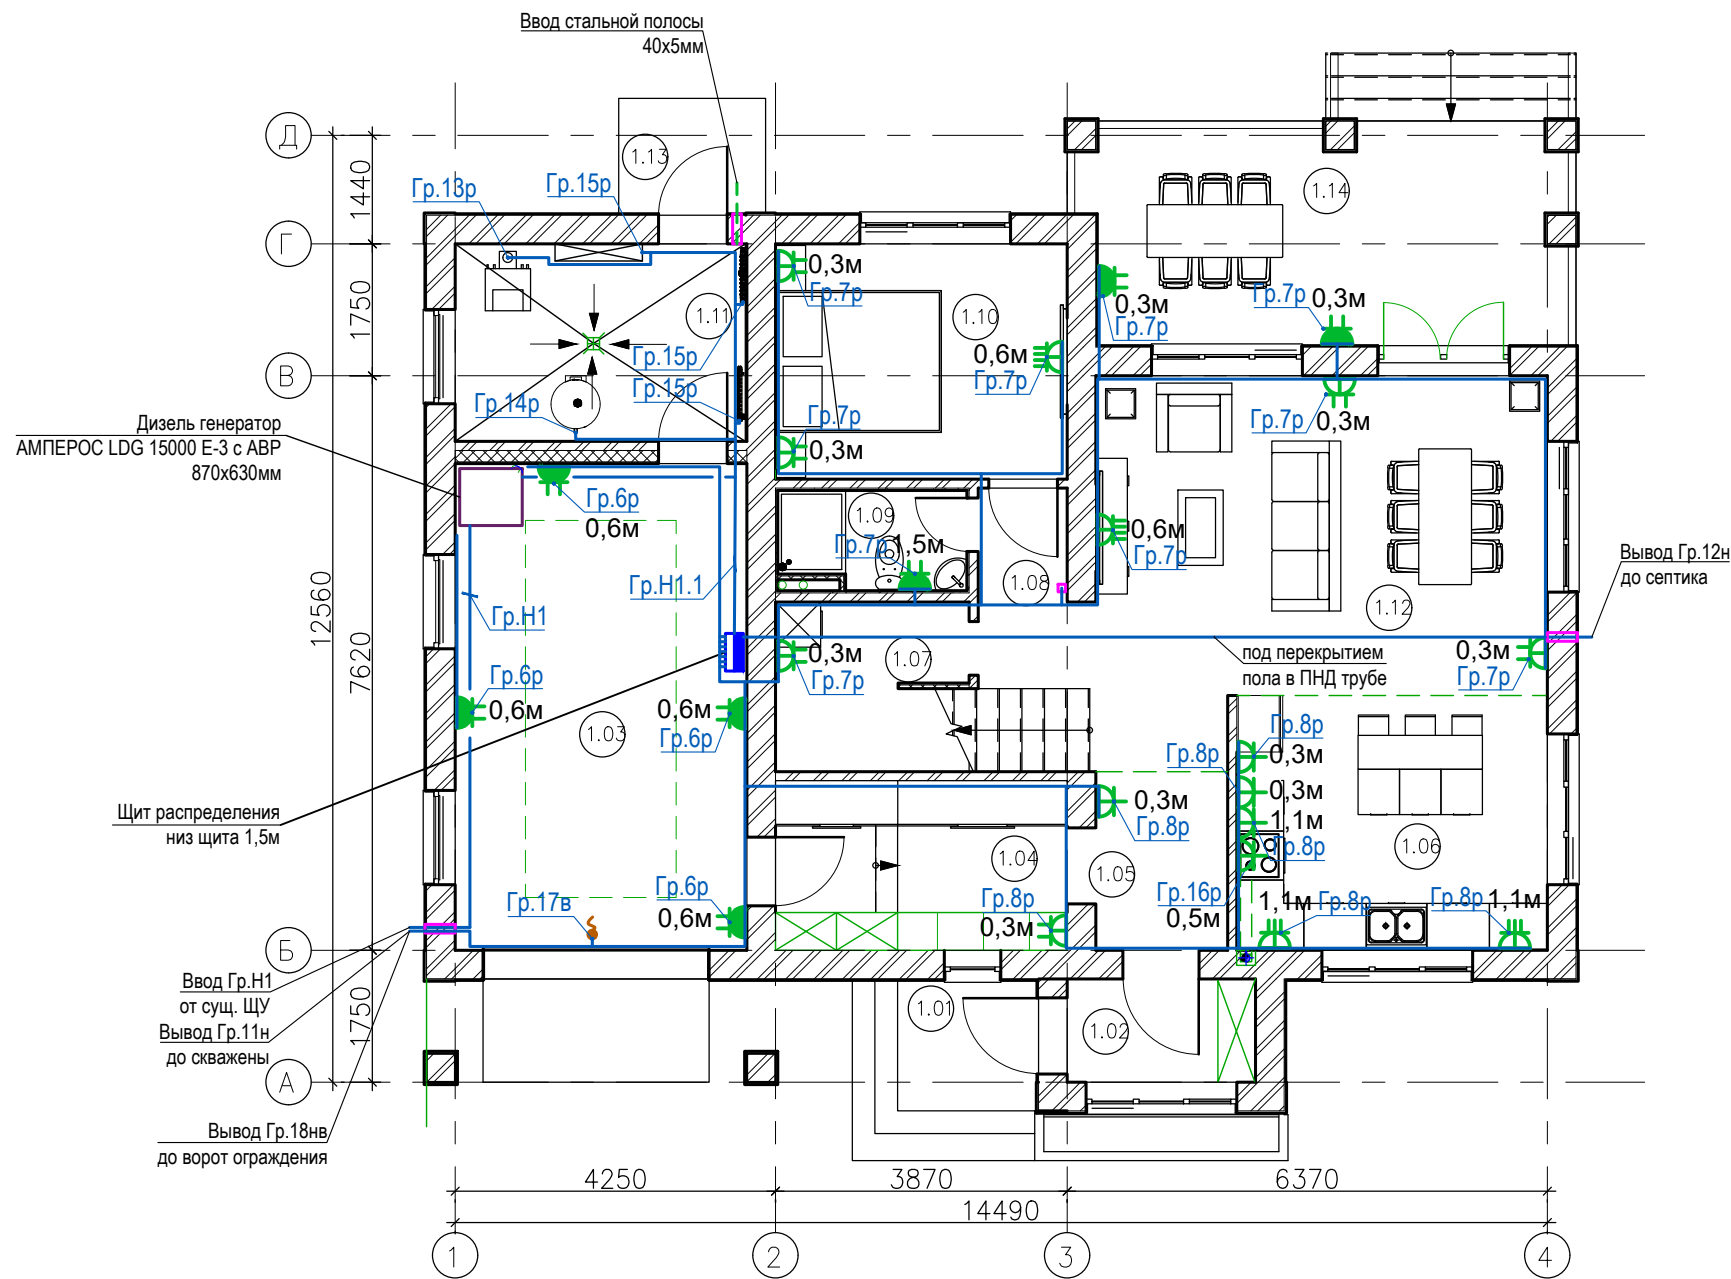 Ввод стальной полосы
40х5мм
Д
1.13
1440
Гр.13р
Гр.15р
1.14
Г
0,3м
Гр.7р
0,3м
Гр.7р
Гр.7р
0,3м
1750
1.11
1.10
Гр.15р
0,6м
Гр.7р
В
Гр.15р
Гр.14р
Гр.7р
0,3м
Гр.7р
0,3м
Дизель генератор
АМПЕРОС LDG 15000 Е-3 с АВР
870х630мм
Гр.6р
0,6м
1.09
Гр.7р
1,5м
0,6м
Гр.7р
Вывод Гр.12н
до септика
12560
7620
Гр.Н1
Гр.Н1.1
1.08
1.12
0,3м
Гр.7р
1.07
под перекрытием
пола в ПНД трубе
0,3м
Гр.7р
Гр.6р
0,6м
1.03
0,6м
Гр.6р
Гр.8р
Гр.8р
0,3м
0,3м
Гр.8р
0,3м
1,1м
Гр.8р
1.06
Щит распределения
низ щита 1,5м
1.04
1.05
Гр.17в
Гр.6р
0,6м
Гр.8р
0,3м
Гр.16р
0,5м
1,1м
Гр.8р
Гр.8р
1,1м
Б
Ввод Гр.Н1
от сущ. ЩУ
Вывод Гр.11н
до скважены
1750
1.01
1.02
А
Вывод Гр.18нв
до ворот ограждения
4250
3870
6370
14490
1
2
3
4